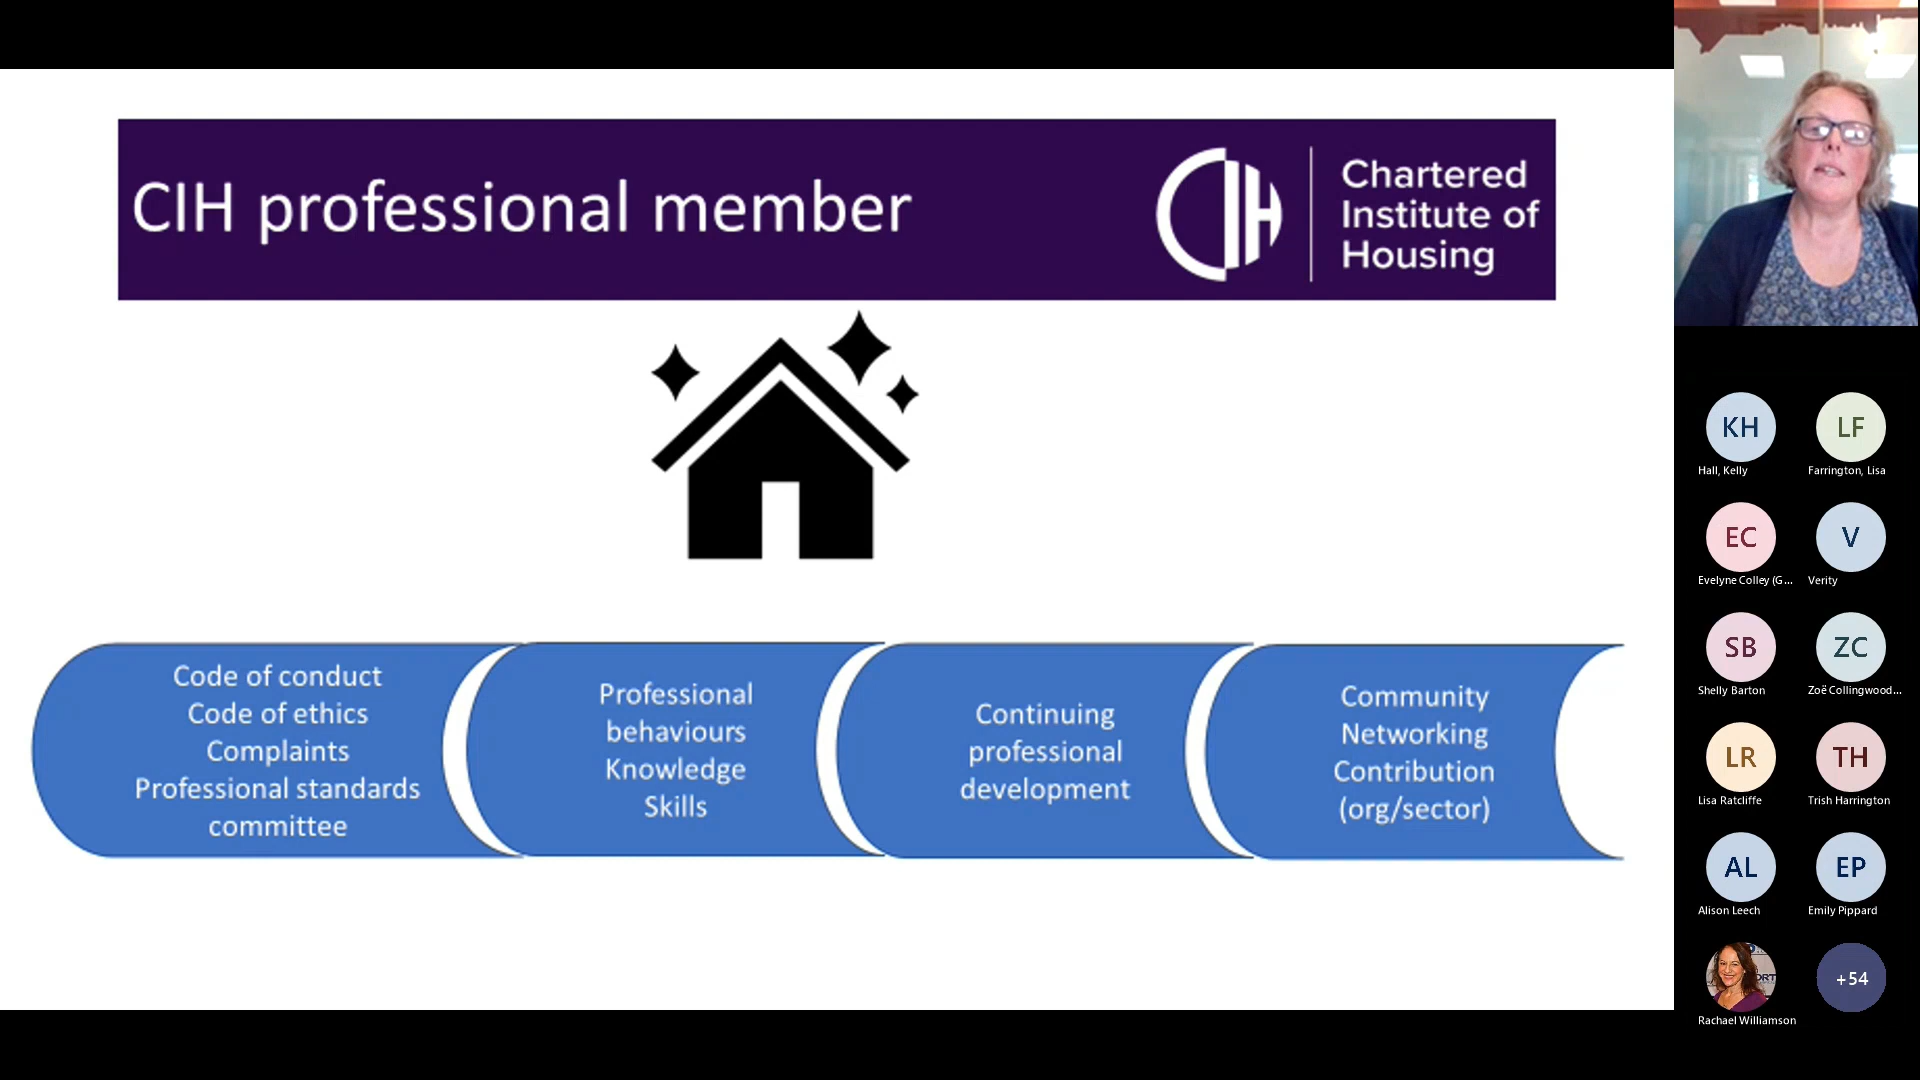 CIH professional member
CIH
Chartered
Institute of
Housing
Code of conduct
Code of ethics
Complaints
Professional standards
committee
Professional
behaviours
Knowledge
Skills
Continuing
professional
development
Community
Networking
Contribution
(org/sector)
KH
Hall, Kelly
LF
Farrington, Lisa
EC
Evelyne Colley (G...
V
Verity
SB
Shelly Barton
ZC
Zoë Collingwood...
LR
Lisa Ratcliffe
TH
Trish Harrington
AL
Alison Leech
EP
Emily Pippard
Rachael Williamson
+54